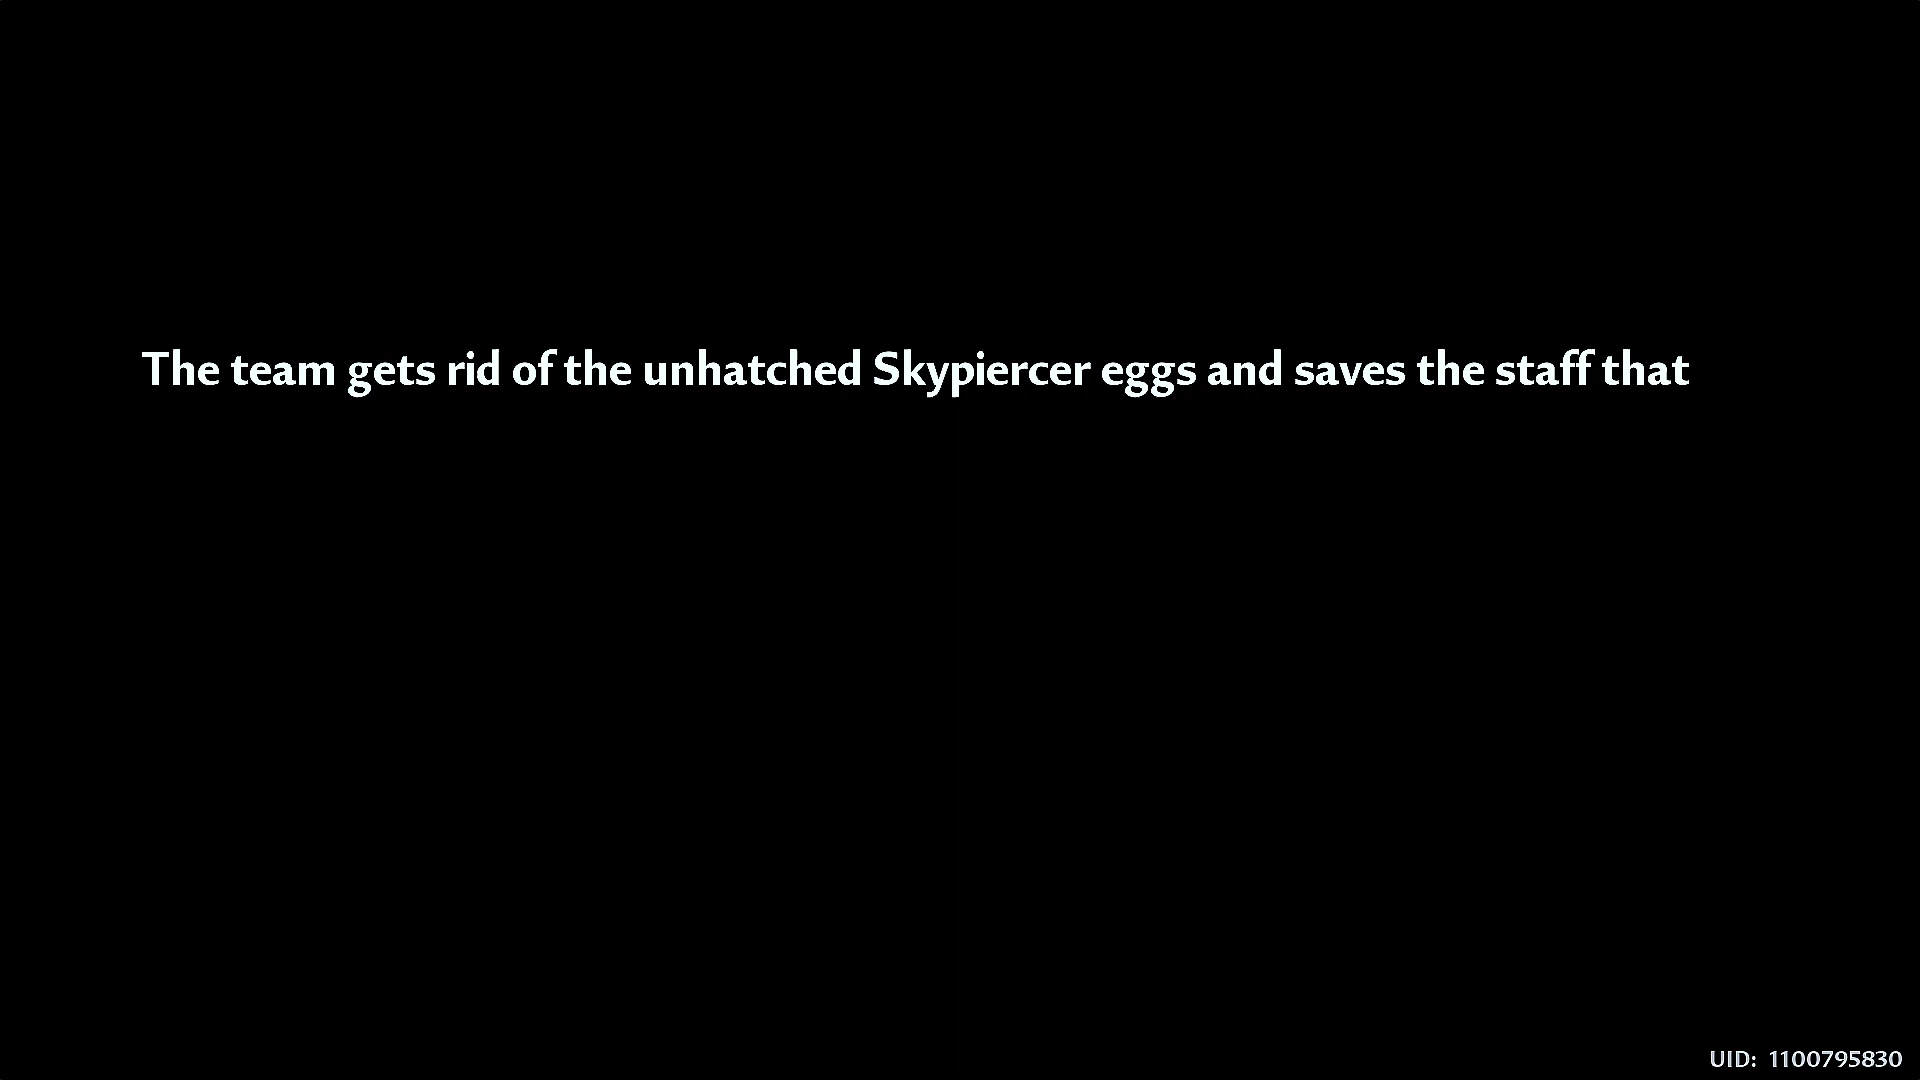 The team gets rid of the unhatched Skypiercer eggs and saves the staff that
UID: 1100795830